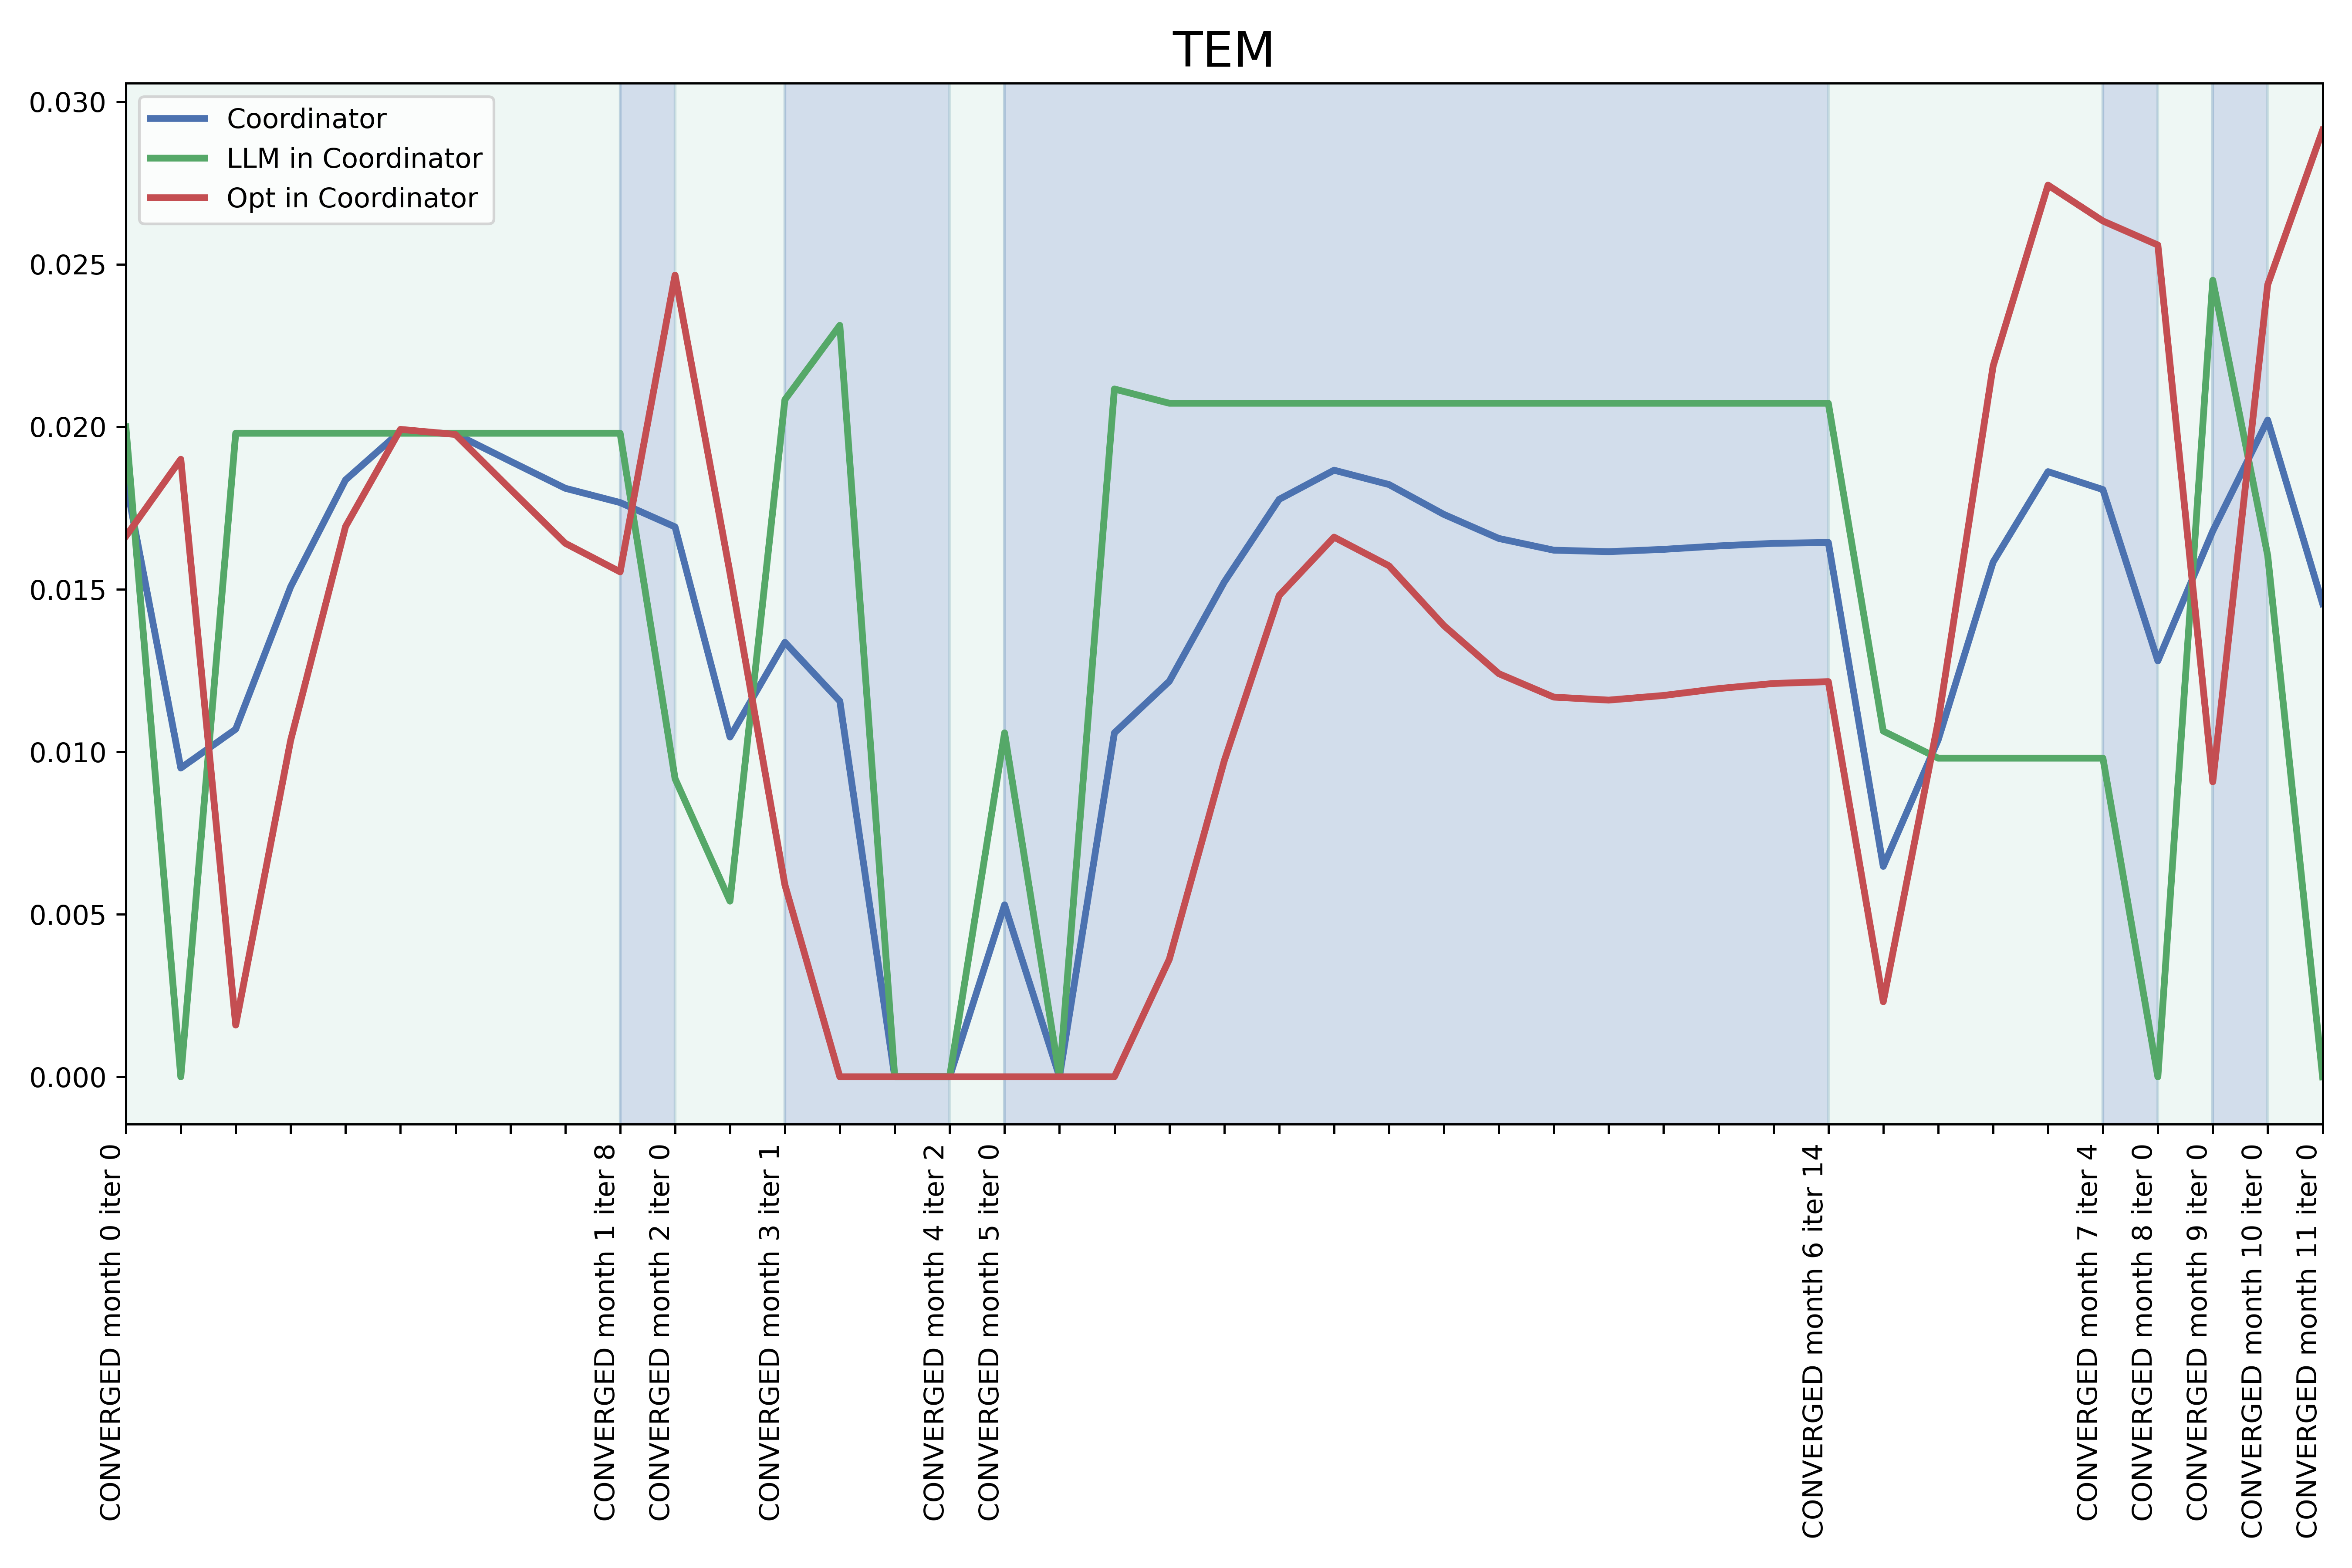 TEM
0.030
0.025
0.020
0.015
0.010
0.005
0.000
Coordinator
LLM in Coordinator
Opt in Coordinator
CONVERGED month 0 iter 0
CONVERGED month 1 iter 8
CONVERGED month 2 iter 0
CONVERGED month 3 iter 1
CONVERGED month 4 iter 2
CONVERGED month 5 iter 0
CONVERGED month 6 iter 14
CONVERGED month 7 iter 4
CONVERGED month 8 iter 0
CONVERGED month 9 iter 0
CONVERGED month 10 iter 0
CONVERGED month 11 iter 0